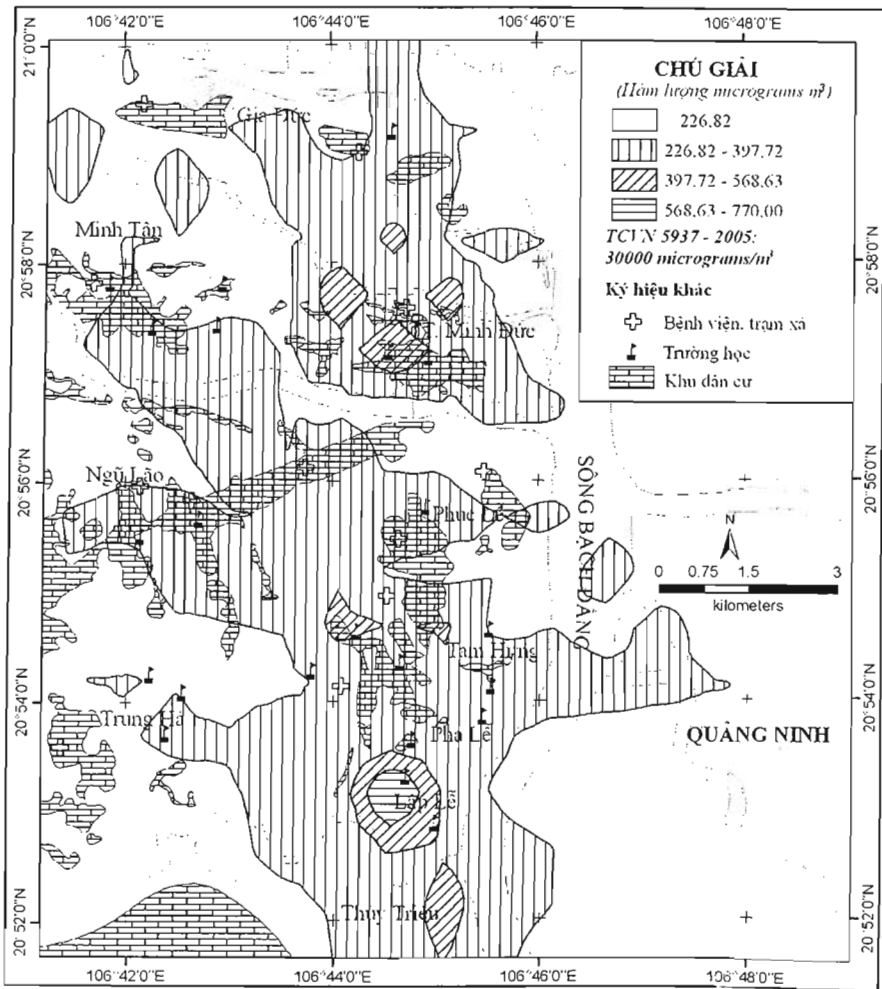 106°42'0"E 106°44'0"E 106°46'0"E 106°48'0"E
21°0'0"N
20°58'0"N 20°58'0"N
20°56'0"N 20°56'0"N
20°54'0"N 20°54'0"N
20°52'0"N 20°52'0"N
CHÚ GIẢI
(Hàm lượng micrograms m³)
226.82
226.82 - 397.72
397.72 - 568.63
568.63 - 770.00
TCVN 5937 - 2005:
30000 micrograms/m³
Ký hiệu khác
Bệnh viện, trạm xá
Trường học
Khu dân cư
Gia Đức
Minh Tân
TT. Minh Đức
Ngũ Lão
Phục Lễ
SÔNG BẠCH ĐẰNG
N
0 0.75 1.5 3
kilometers
Tam Hưng
Trung Hà
Phả Lễ
QUẢNG NINH
Lập Lễ
Thủy Triều
106°42'0"E 106°44'0"E 106°46'0"E 106°48'0"E